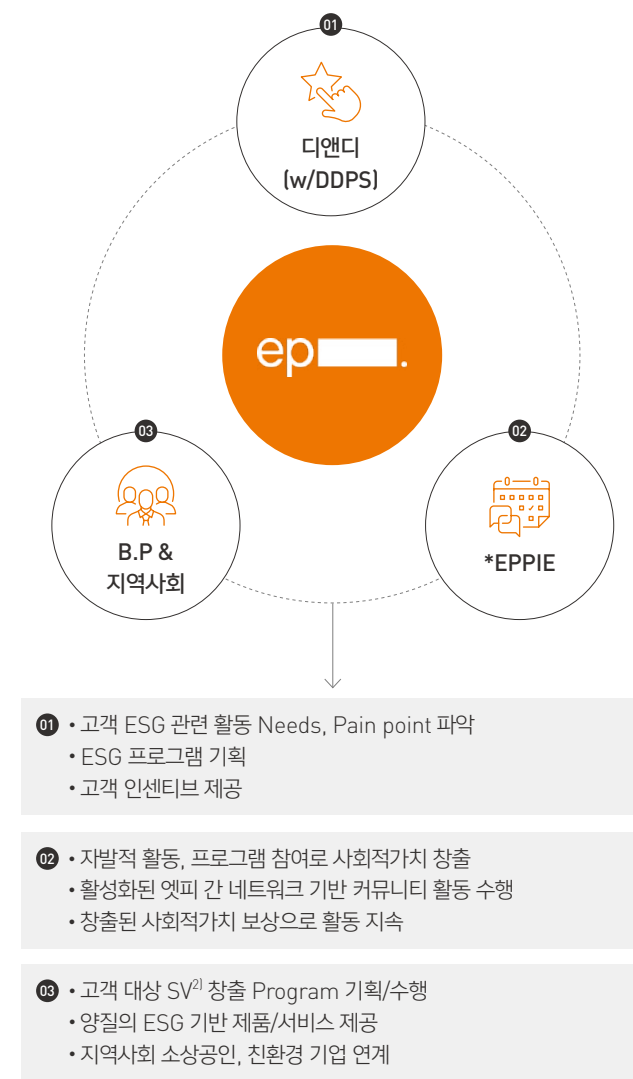 01
디앤디
(w/DDPS)
ep .
03
B.P &
지역사회
02
*EPPIE
01 • 고객 ESG 관련 활동 Needs, Pain point 파악
• ESG 프로그램 기획
• 고객 인센티브 제공
02 • 자발적 활동, 프로그램 참여로 사회적가치 창출
• 활성화된 엣피 간 네트워크 기반 커뮤니티 활동 수행
• 창출된 사회적가치 보상으로 활동 지속
03 • 고객 대상 SV2) 창출 Program 기획/수행
• 양질의 ESG 기반 제품/서비스 제공
• 지역사회 소상공인, 친환경 기업 연계